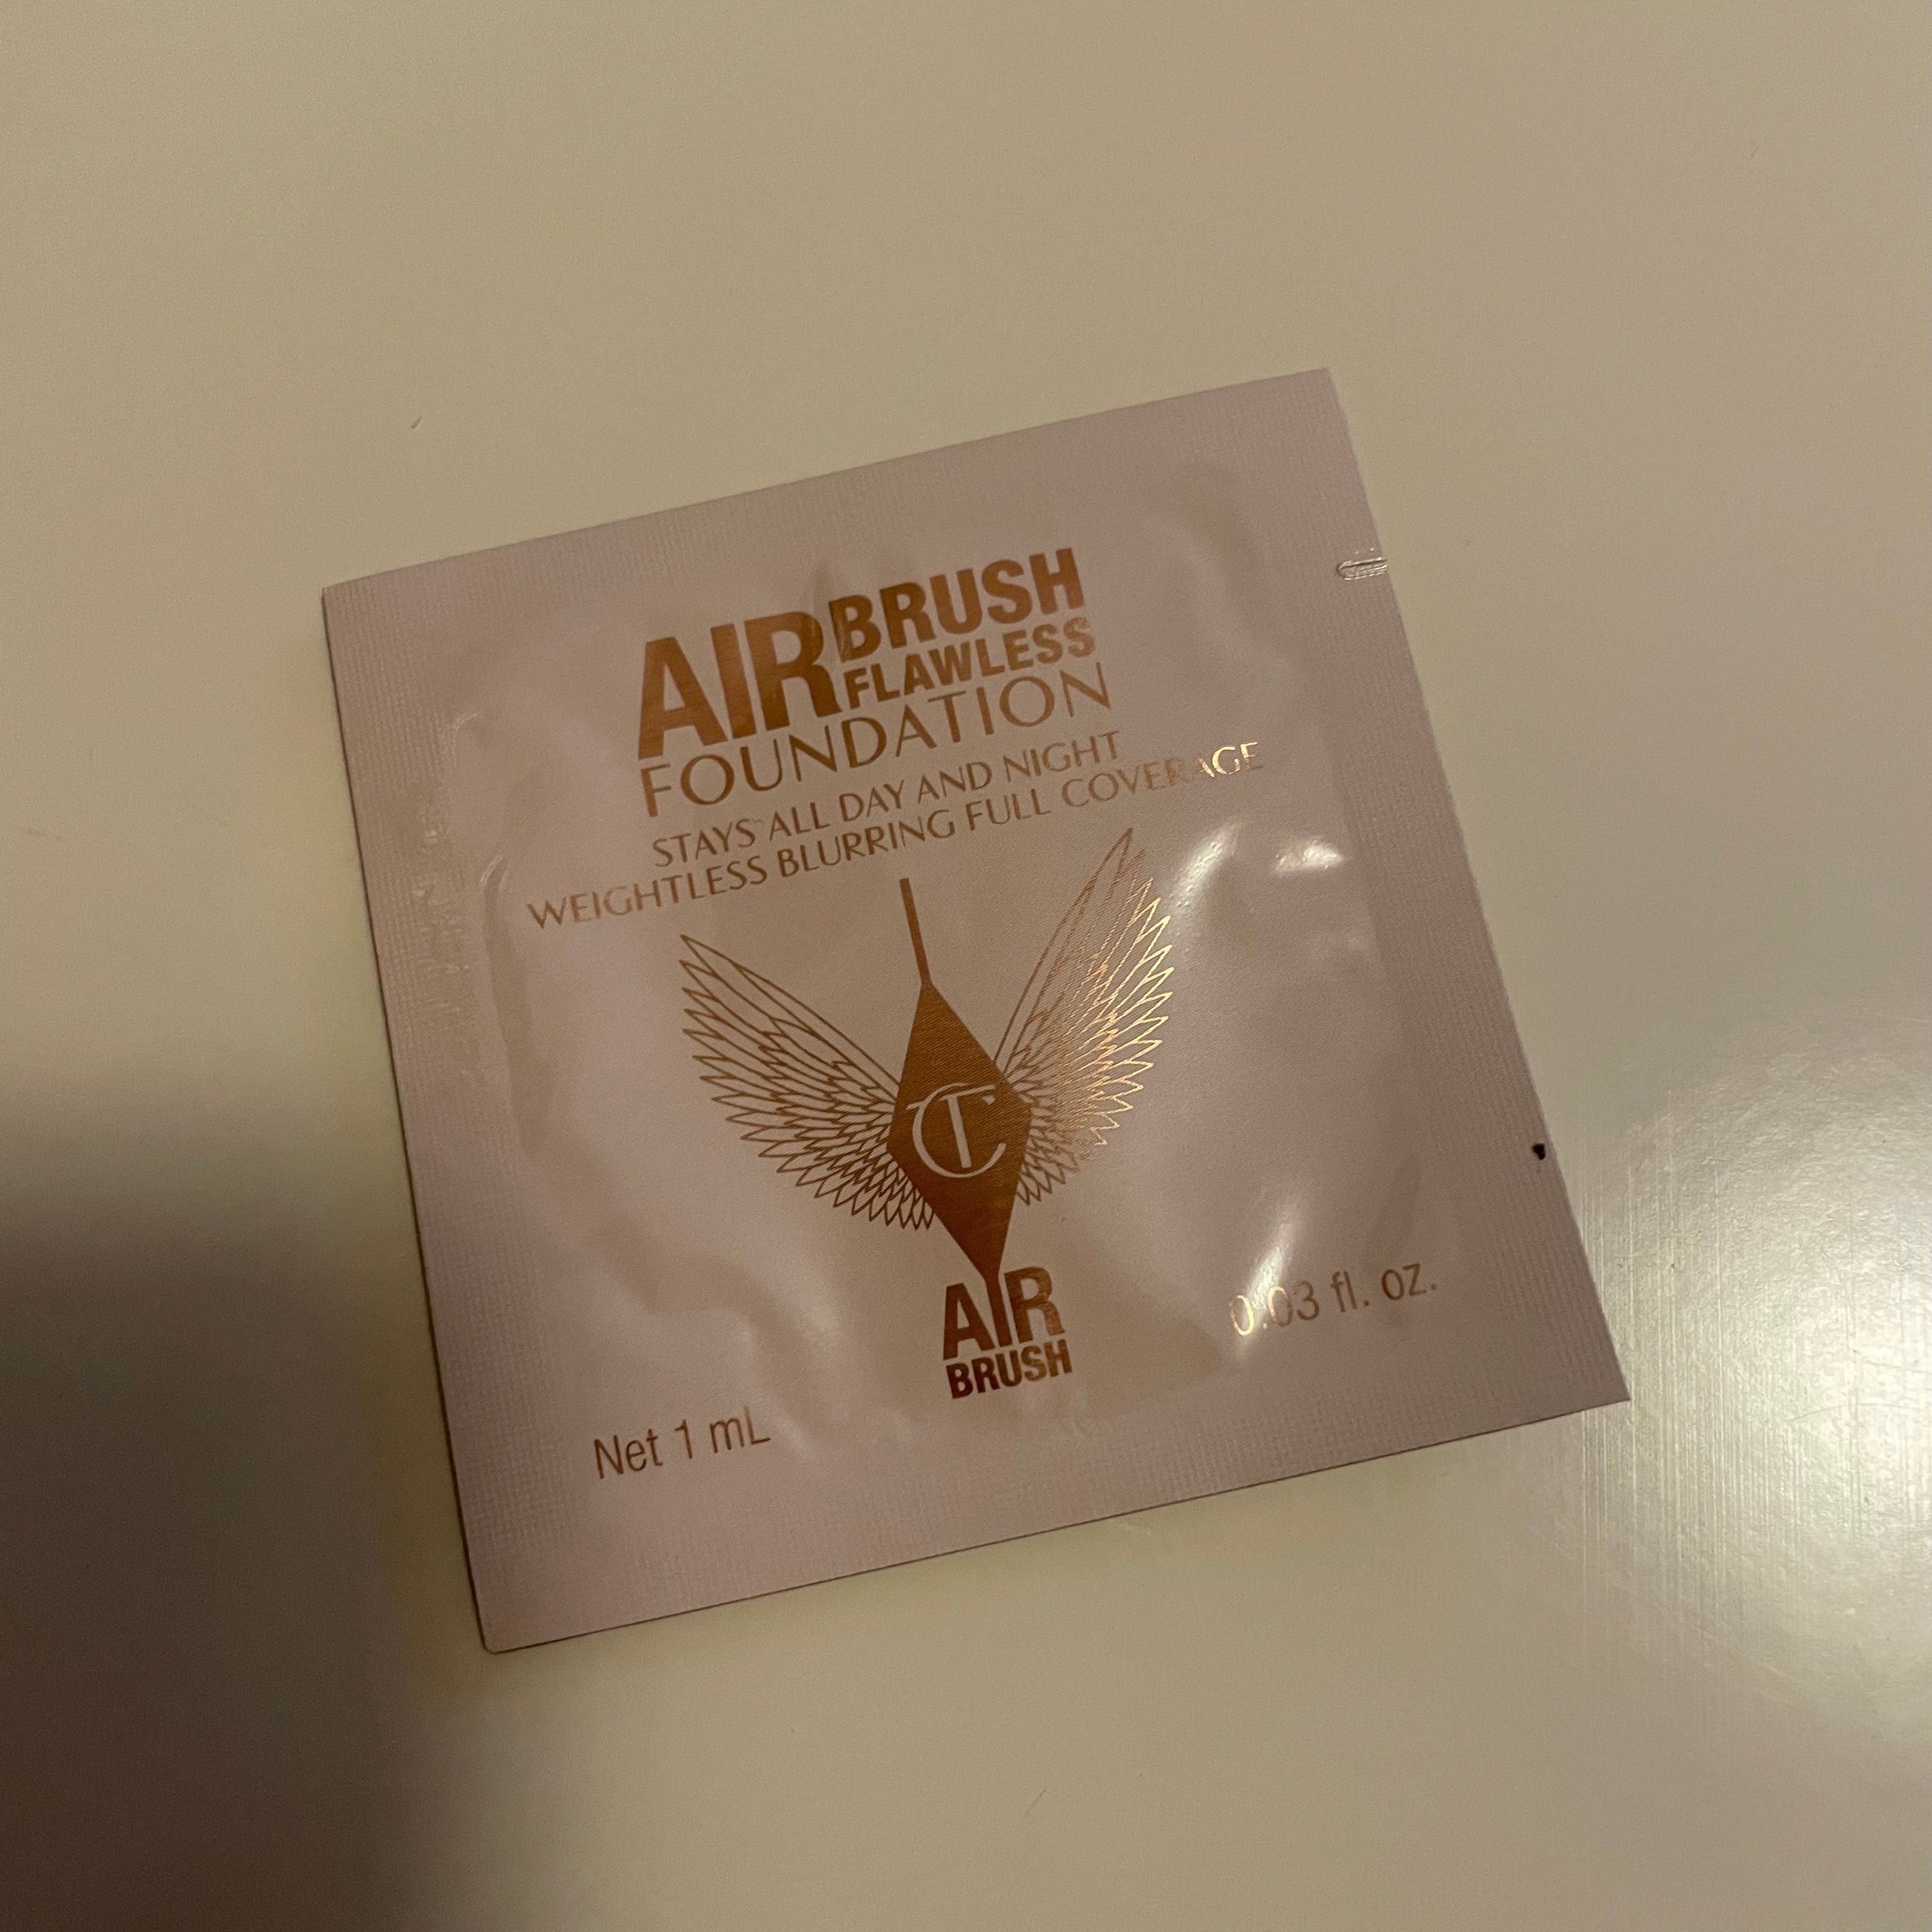 AIRBRUSH
FLAWLESS
FOUNDATION
STAYS ALL DAY AND NIGHT
WEIGHTLESS BLURRING FULL COVERAGE
CT
AIR
BRUSH
Net 1 mL
0.03 fl. oz.